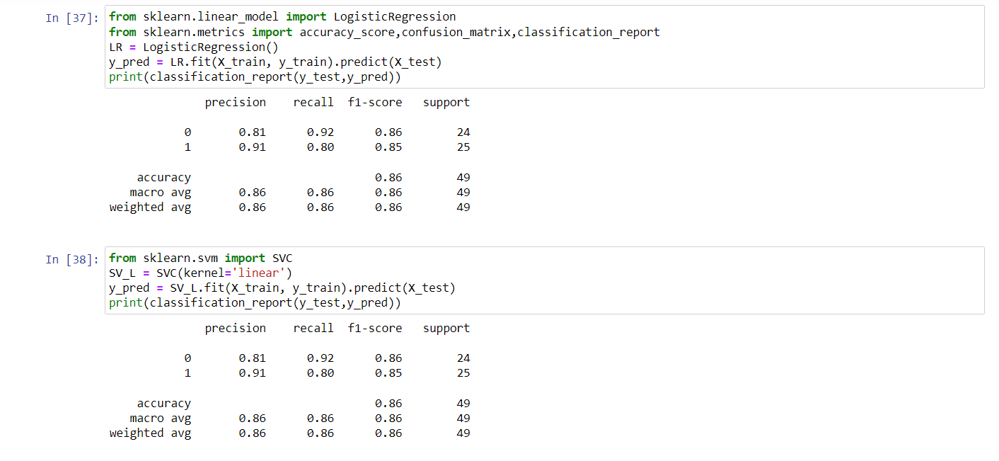 In [37]: from sklearn.linear_model import LogisticRegression
from sklearn.metrics import accuracy_score,confusion_matrix,classification_report
LR = LogisticRegression()
y_pred = LR.fit(X_train, y_train).predict(X_test)
print(classification_report(y_test,y_pred))
precision recall f1-score support
0 0.81 0.92 0.86 24
1 0.91 0.80 0.85 25
accuracy 0.86 49
macro avg 0.86 0.86 0.86 49
weighted avg 0.86 0.86 0.86 49
In [38]: from sklearn.svm import SVC
SV_L = SVC(kernel='linear')
y_pred = SV_L.fit(X_train, y_train).predict(X_test)
print(classification_report(y_test,y_pred))
precision recall f1-score support
0 0.81 0.92 0.86 24
1 0.91 0.80 0.85 25
accuracy 0.86 49
macro avg 0.86 0.86 0.86 49
weighted avg 0.86 0.86 0.86 49